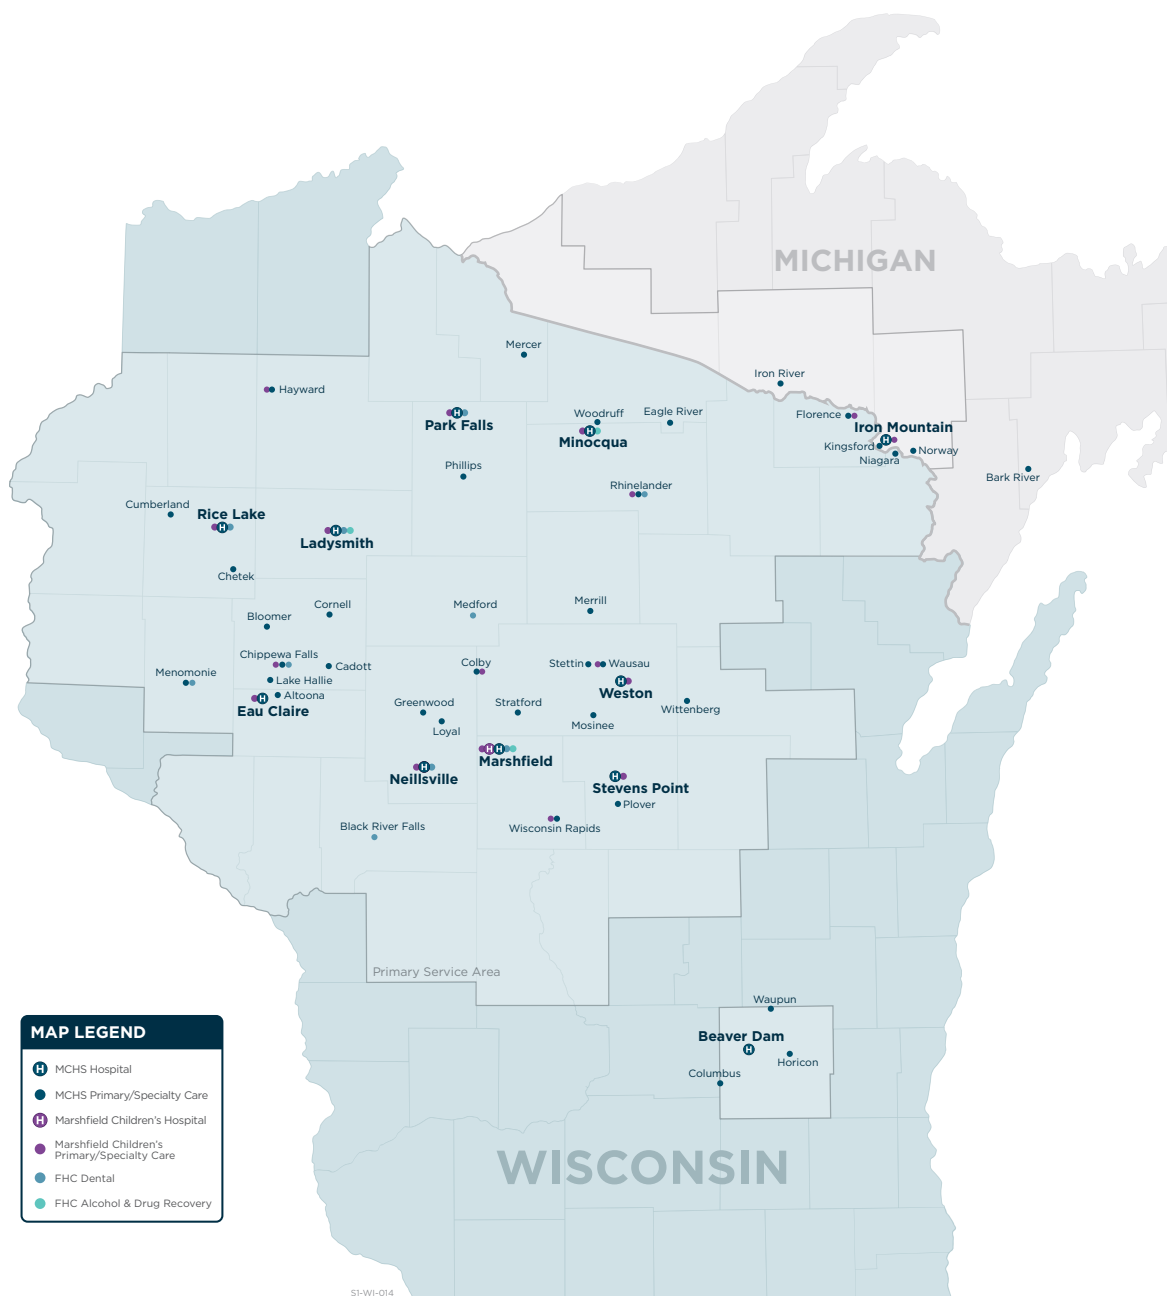 MICHIGAN
Mercer
Iron River
Hayward
Park Falls
Woodruff
Eagle River
Minocqua
Florence
Iron Mountain
Kingsford
Norway
Niagara
Phillips
Bark River
Rhinelander
Cumberland
Rice Lake
Ladysmith
Chetek
Bloomer
Cornell
Medford
Merrill
Chippewa Falls
Cadott
Colby
Stettin
Wausau
Menomonie
Lake Hallie
Altoona
Eau Claire
Weston
Greenwood
Stratford
Wittenberg
Loyal
Mosinee
Marshfield
Neillsville
Stevens Point
Plover
Black River Falls
Wisconsin Rapids
Primary Service Area
Waupun
Beaver Dam
Horicon
Columbus
WISCONSIN
MAP LEGEND
H MCHS Hospital
MCHS Primary/Specialty Care
H Marshfield Children's Hospital
Marshfield Children's
Primary/Specialty Care
FHC Dental
FHC Alcohol & Drug Recovery
S1-WI-014